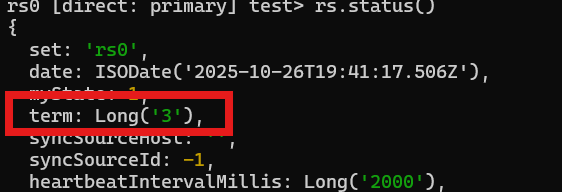 rs0 [direct: primary] test> rs.status()
{
set: 'rs0',
date: ISODate('2025-10-26T19:41:17.506Z'),
myState: 1,
term: Long('3'),
syncSourceHost: '',
syncSourceId: -1,
heartbeatIntervalMillis: Long('2000'),